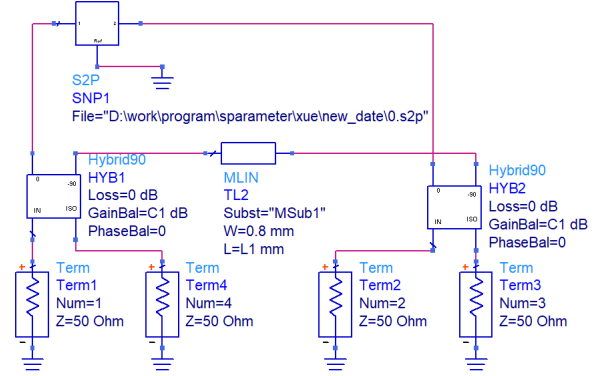 1
2
Ref
S2P
SNP1
File="D:\work\program\sparameter\xue\new_date\0.s2p"
Hybrid90
HYB1
Loss=0 dB
GainBal=C1 dB
PhaseBal=0
0
-90
IN
ISO
MLIN
TL2
Subst="MSub1"
W=0.8 mm
L=L1 mm
Hybrid90
HYB2
Loss=0 dB
GainBal=C1 dB
PhaseBal=0
0
-90
IN
ISO
+
Term
Term1
Num=1
Z=50 Ohm
-
+
Term
Term4
Num=4
Z=50 Ohm
-
+
Term
Term2
Num=2
Z=50 Ohm
-
+
Term
Term3
Num=3
Z=50 Ohm
-